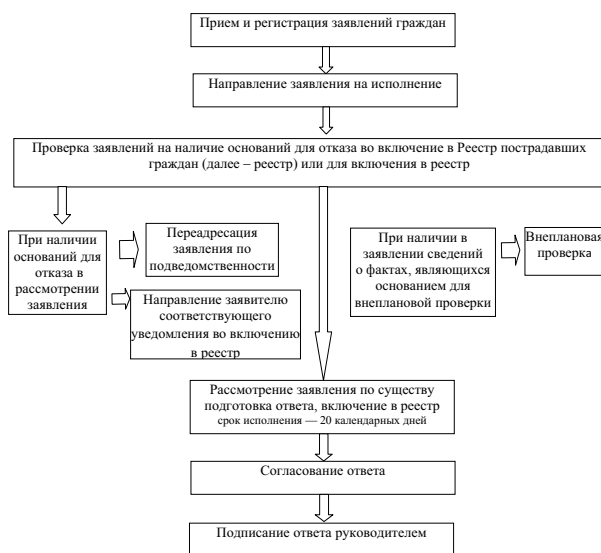 Прием и регистрация заявлений граждан
Направление заявления на исполнение
Проверка заявлений на наличие оснований для отказа во включение в Реестр пострадавших
граждан (далее – реестр) или для включения в реестр
При наличии
оснований для
отказа в
рассмотрении
заявления
Переадресация
заявления по
подведомственности
Направление заявителю
соответствующего
уведомления во включению
в реестр
При наличии в
заявлении сведений
о фактах, являющихся
основанием для
внеплановой проверки
Внеплановая
проверка
Рассмотрение заявления по существу
подготовка ответа, включение в реестр
срок исполнения — 20 календарных дней
Согласование ответа
Подписание ответа руководителем